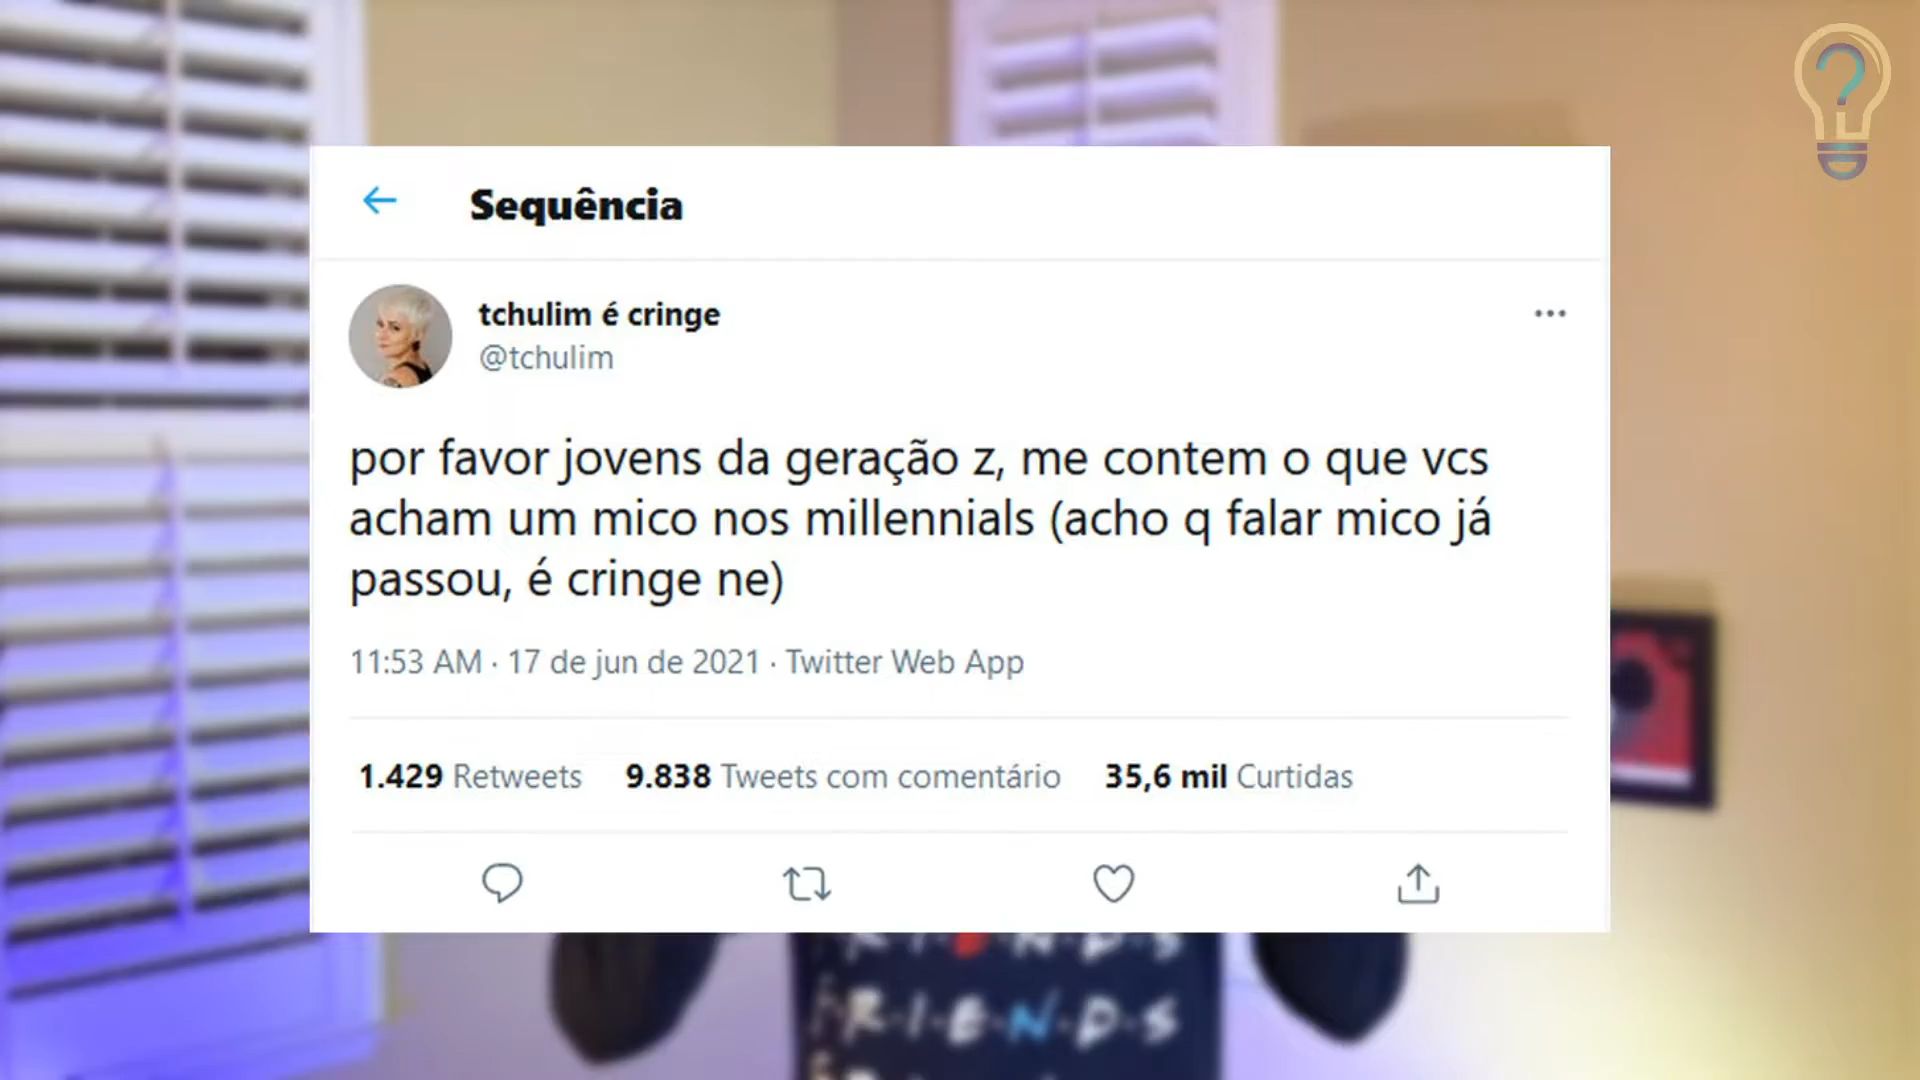 Sequência
tchulim é cringe
@tchulim
por favor jovens da geração z, me contem o que vcs
acham um mico nos millennials (acho q falar mico já
passou, é cringe ne)
11:53 AM · 17 de jun de 2021 · Twitter Web App
1.429 Retweets 9.838 Tweets com comentário 35,6 mil Curtidas
F·R·I·E·N·D·S
F·R·I·E·N·D·S